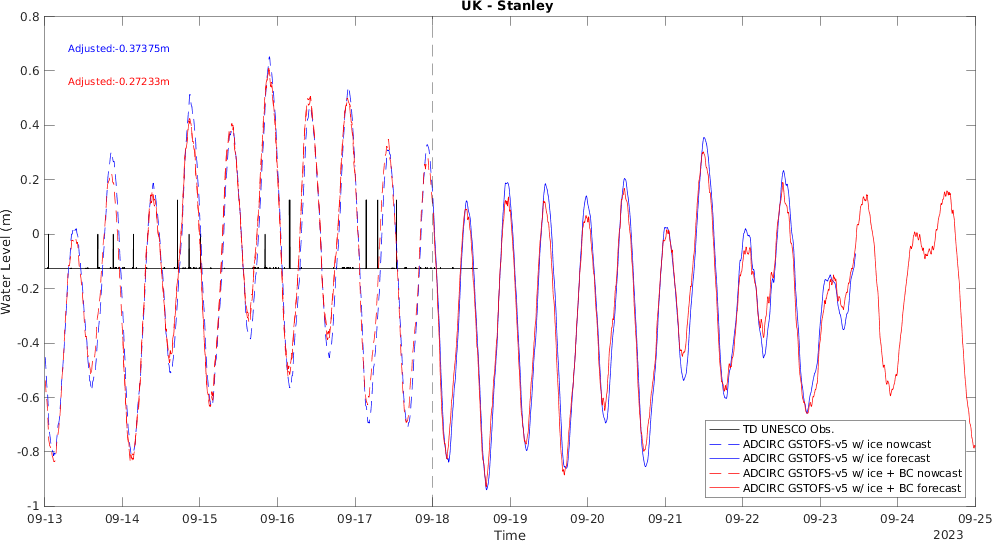 UK - Stanley
0.8
0.6
0.4
0.2
0
-0.2
-0.4
-0.6
-0.8
-1
Water Level (m)
Adjusted:-0.37375m
Adjusted:-0.27233m
TD UNESCO Obs.
ADCIRC GSTOFS-v5 w/ ice nowcast
ADCIRC GSTOFS-v5 w/ ice forecast
ADCIRC GSTOFS-v5 w/ ice + BC nowcast
ADCIRC GSTOFS-v5 w/ ice + BC forecast
09-13 09-14 09-15 09-16 09-17 09-18 09-19 09-20 09-21 09-22 09-23 09-24 09-25
Time
2023